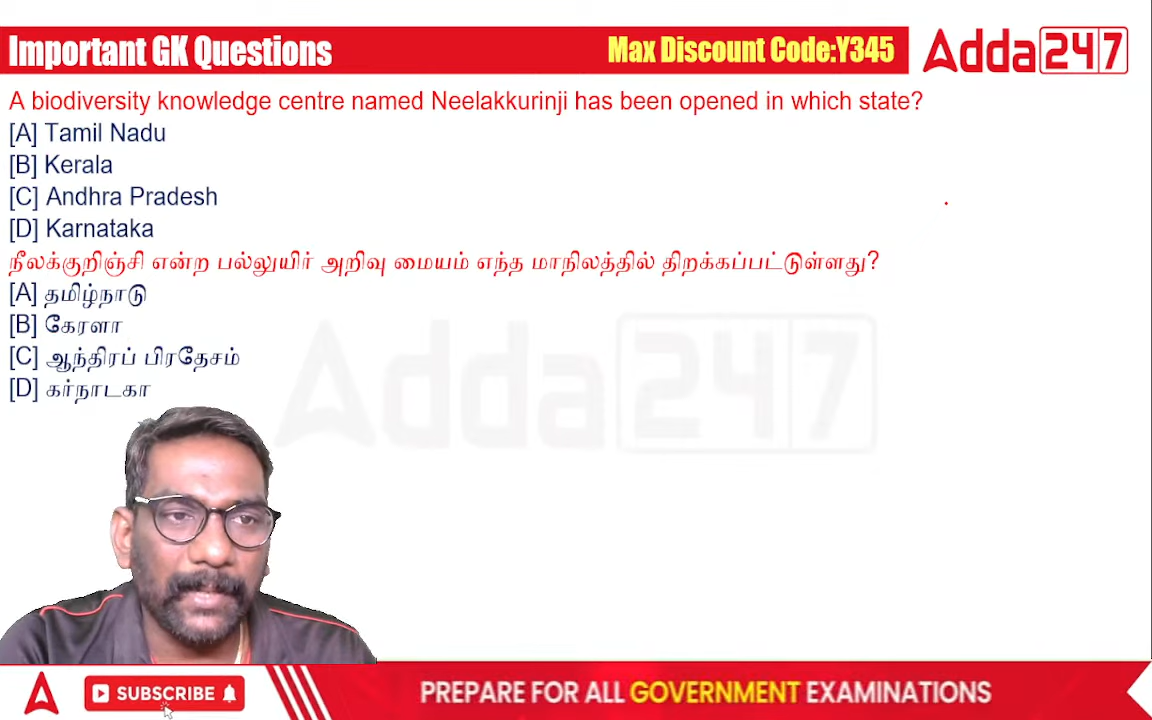 Important GK Questions
Max Discount Code:Y345
Adda247
A biodiversity knowledge centre named Neelakkurinji has been opened in which state?
[A] Tamil Nadu
[B] Kerala
[C] Andhra Pradesh
[D] Karnataka
நீலக்குறிஞ்சி என்ற பல்லுயிர் அறிவு மையம் எந்த மாநிலத்தில் திறக்கப்பட்டுள்ளது?
[A] தமிழ்நாடு
[B] கேரளா
[C] ஆந்திரப் பிரதேசம்
[D] கர்நாடகா
Adda247
SUBSCRIBE
PREPARE FOR ALL GOVERNMENT EXAMINATIONS